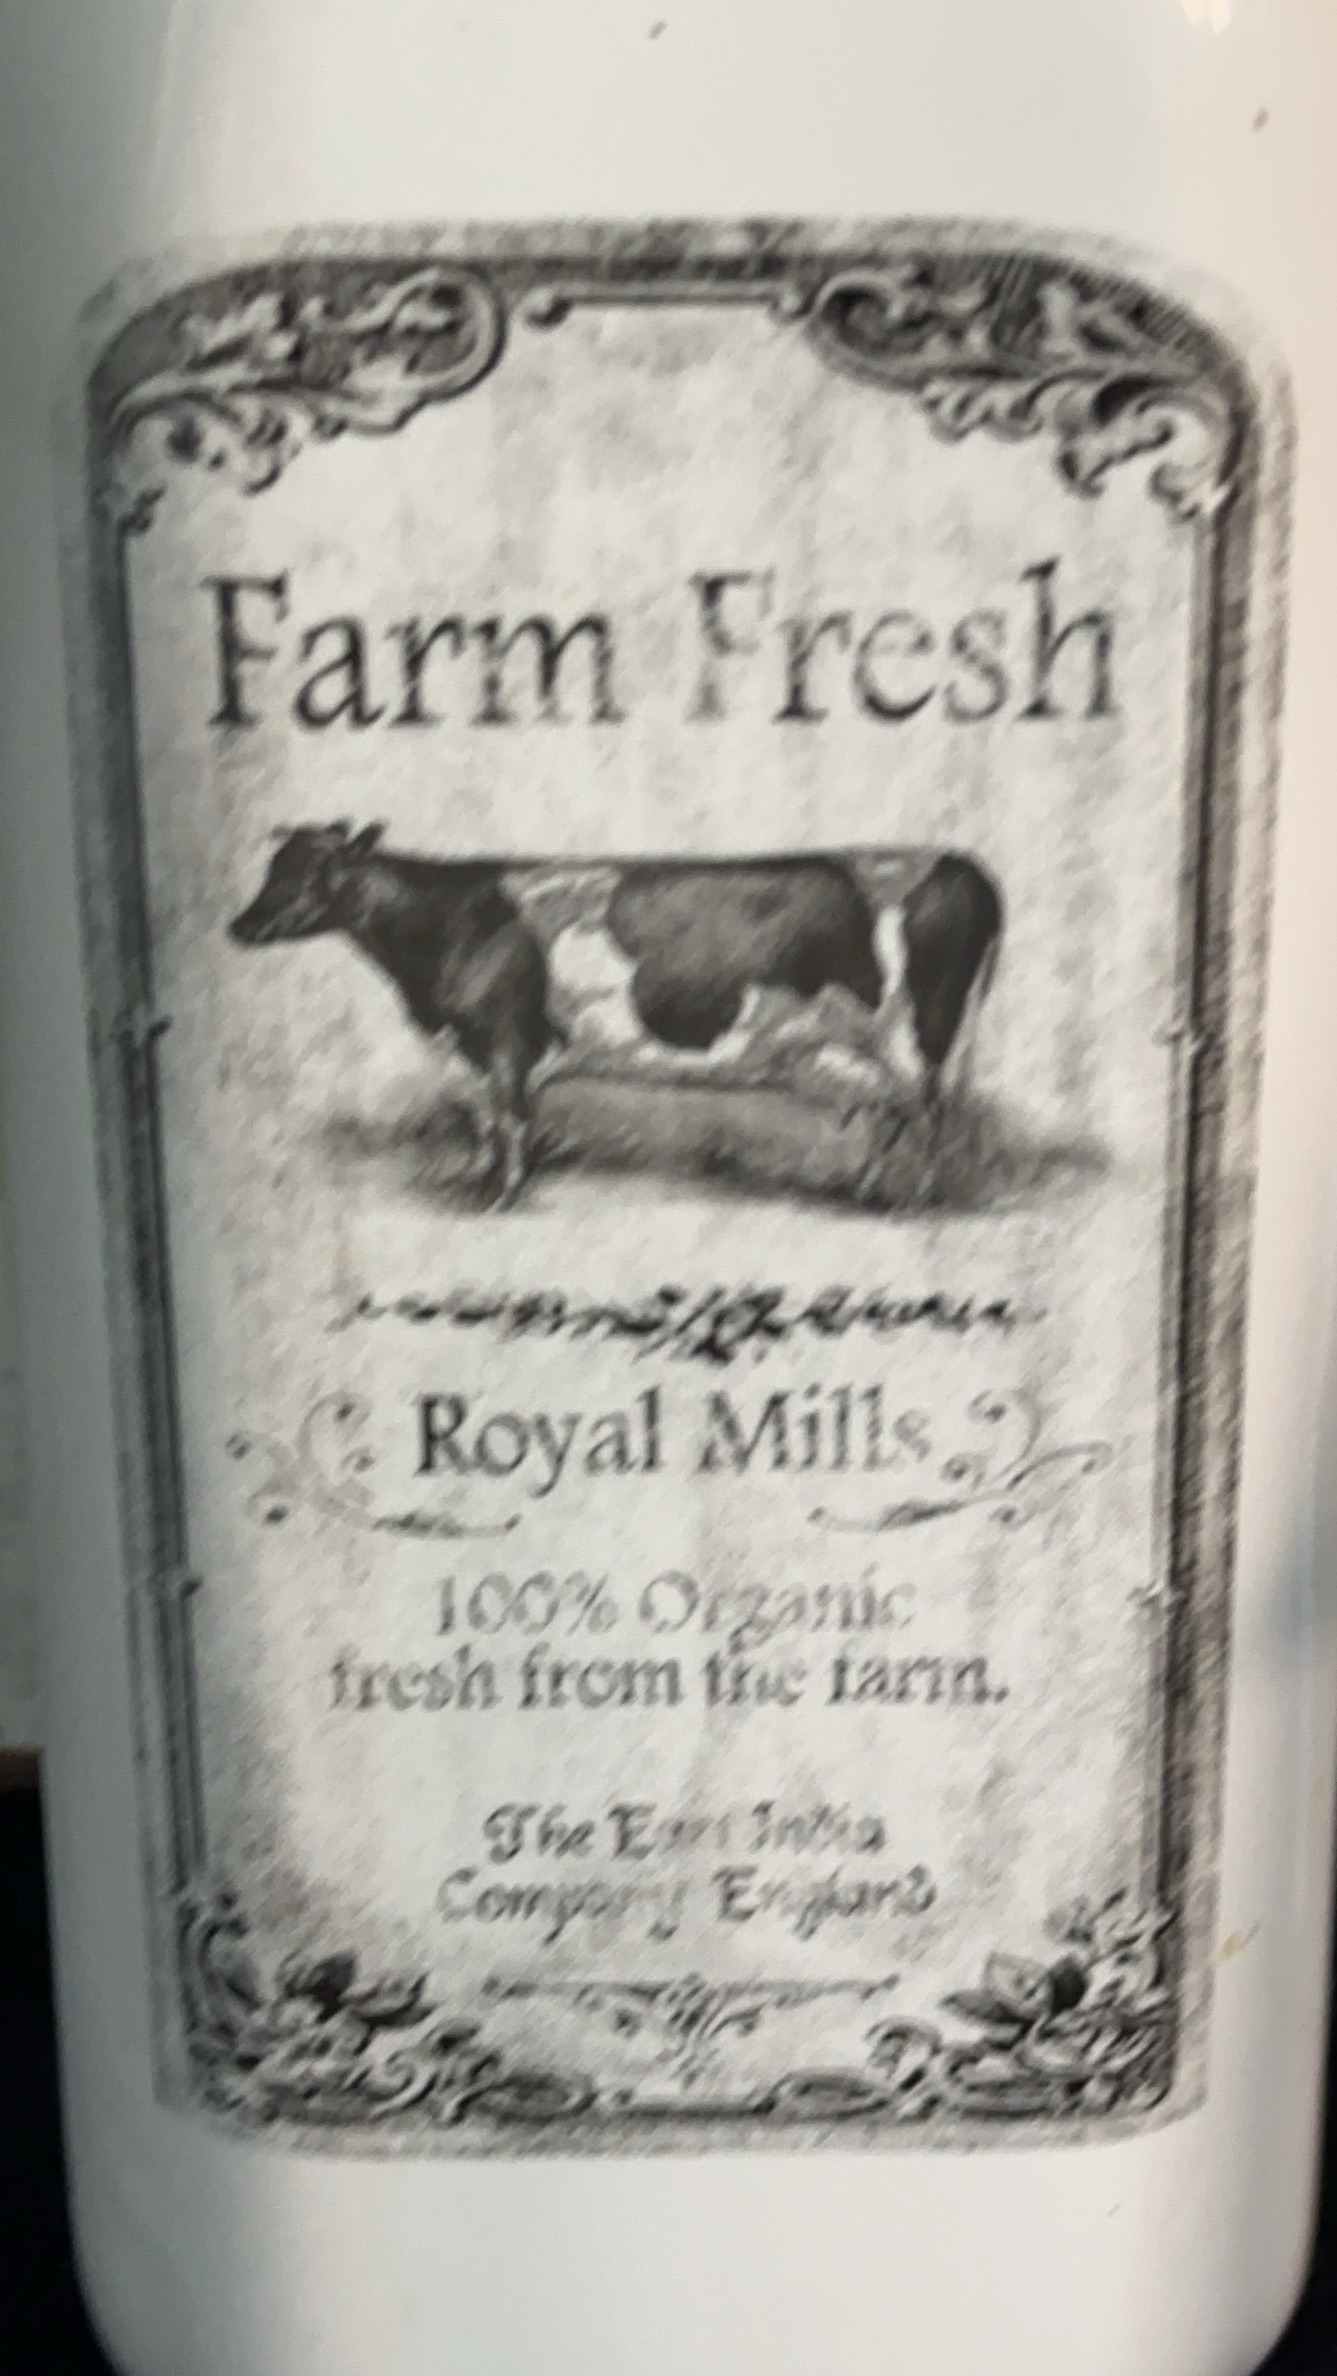 Farm Fresh
Royal Mills
100% Organic
fresh from the farm.
The East India
Company England